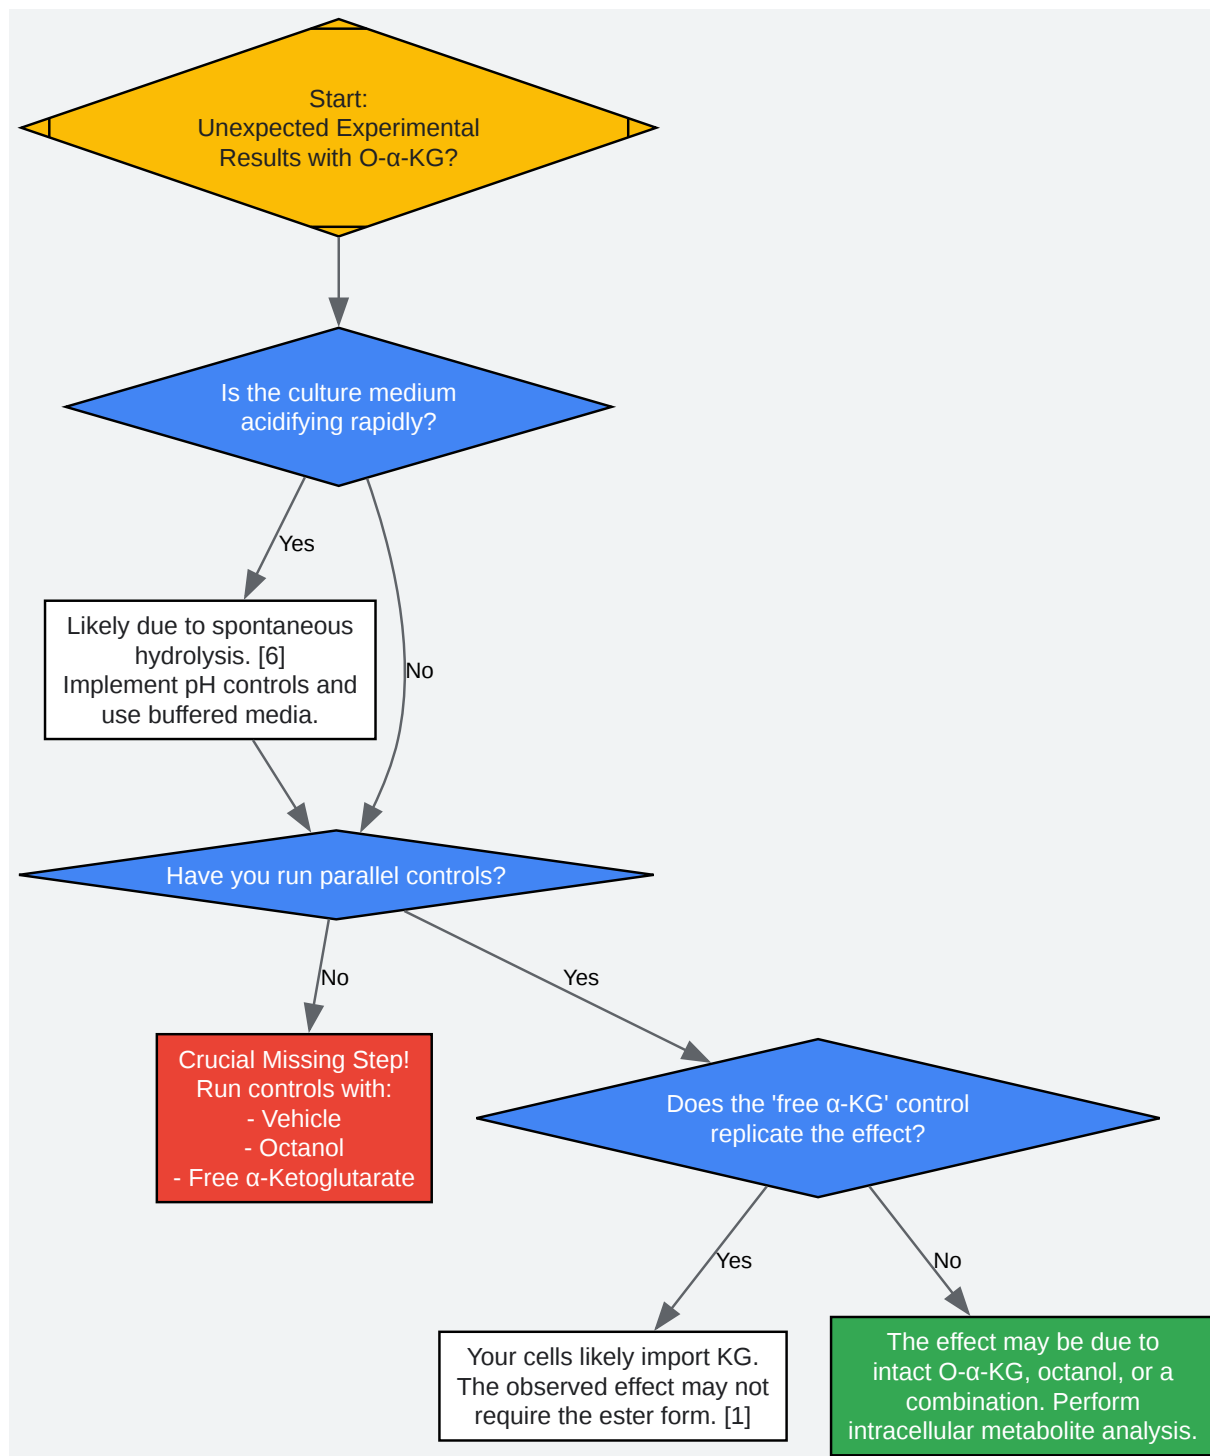 Start:
Unexpected Experimental
Results with O-α-KG?
Is the culture medium
acidifying rapidly?
Yes
Likely due to spontaneous
hydrolysis. [6]
Implement pH controls and
use buffered media.
No
Have you run parallel controls?
No
Yes
Crucial Missing Step!
Run controls with:
- Vehicle
- Octanol
- Free α-Ketoglutarate
Does the 'free α-KG' control
replicate the effect?
Yes
No
Your cells likely import KG.
The observed effect may not
require the ester form. [1]
The effect may be due to
intact O-α-KG, octanol, or a
combination. Perform
intracellular metabolite analysis.